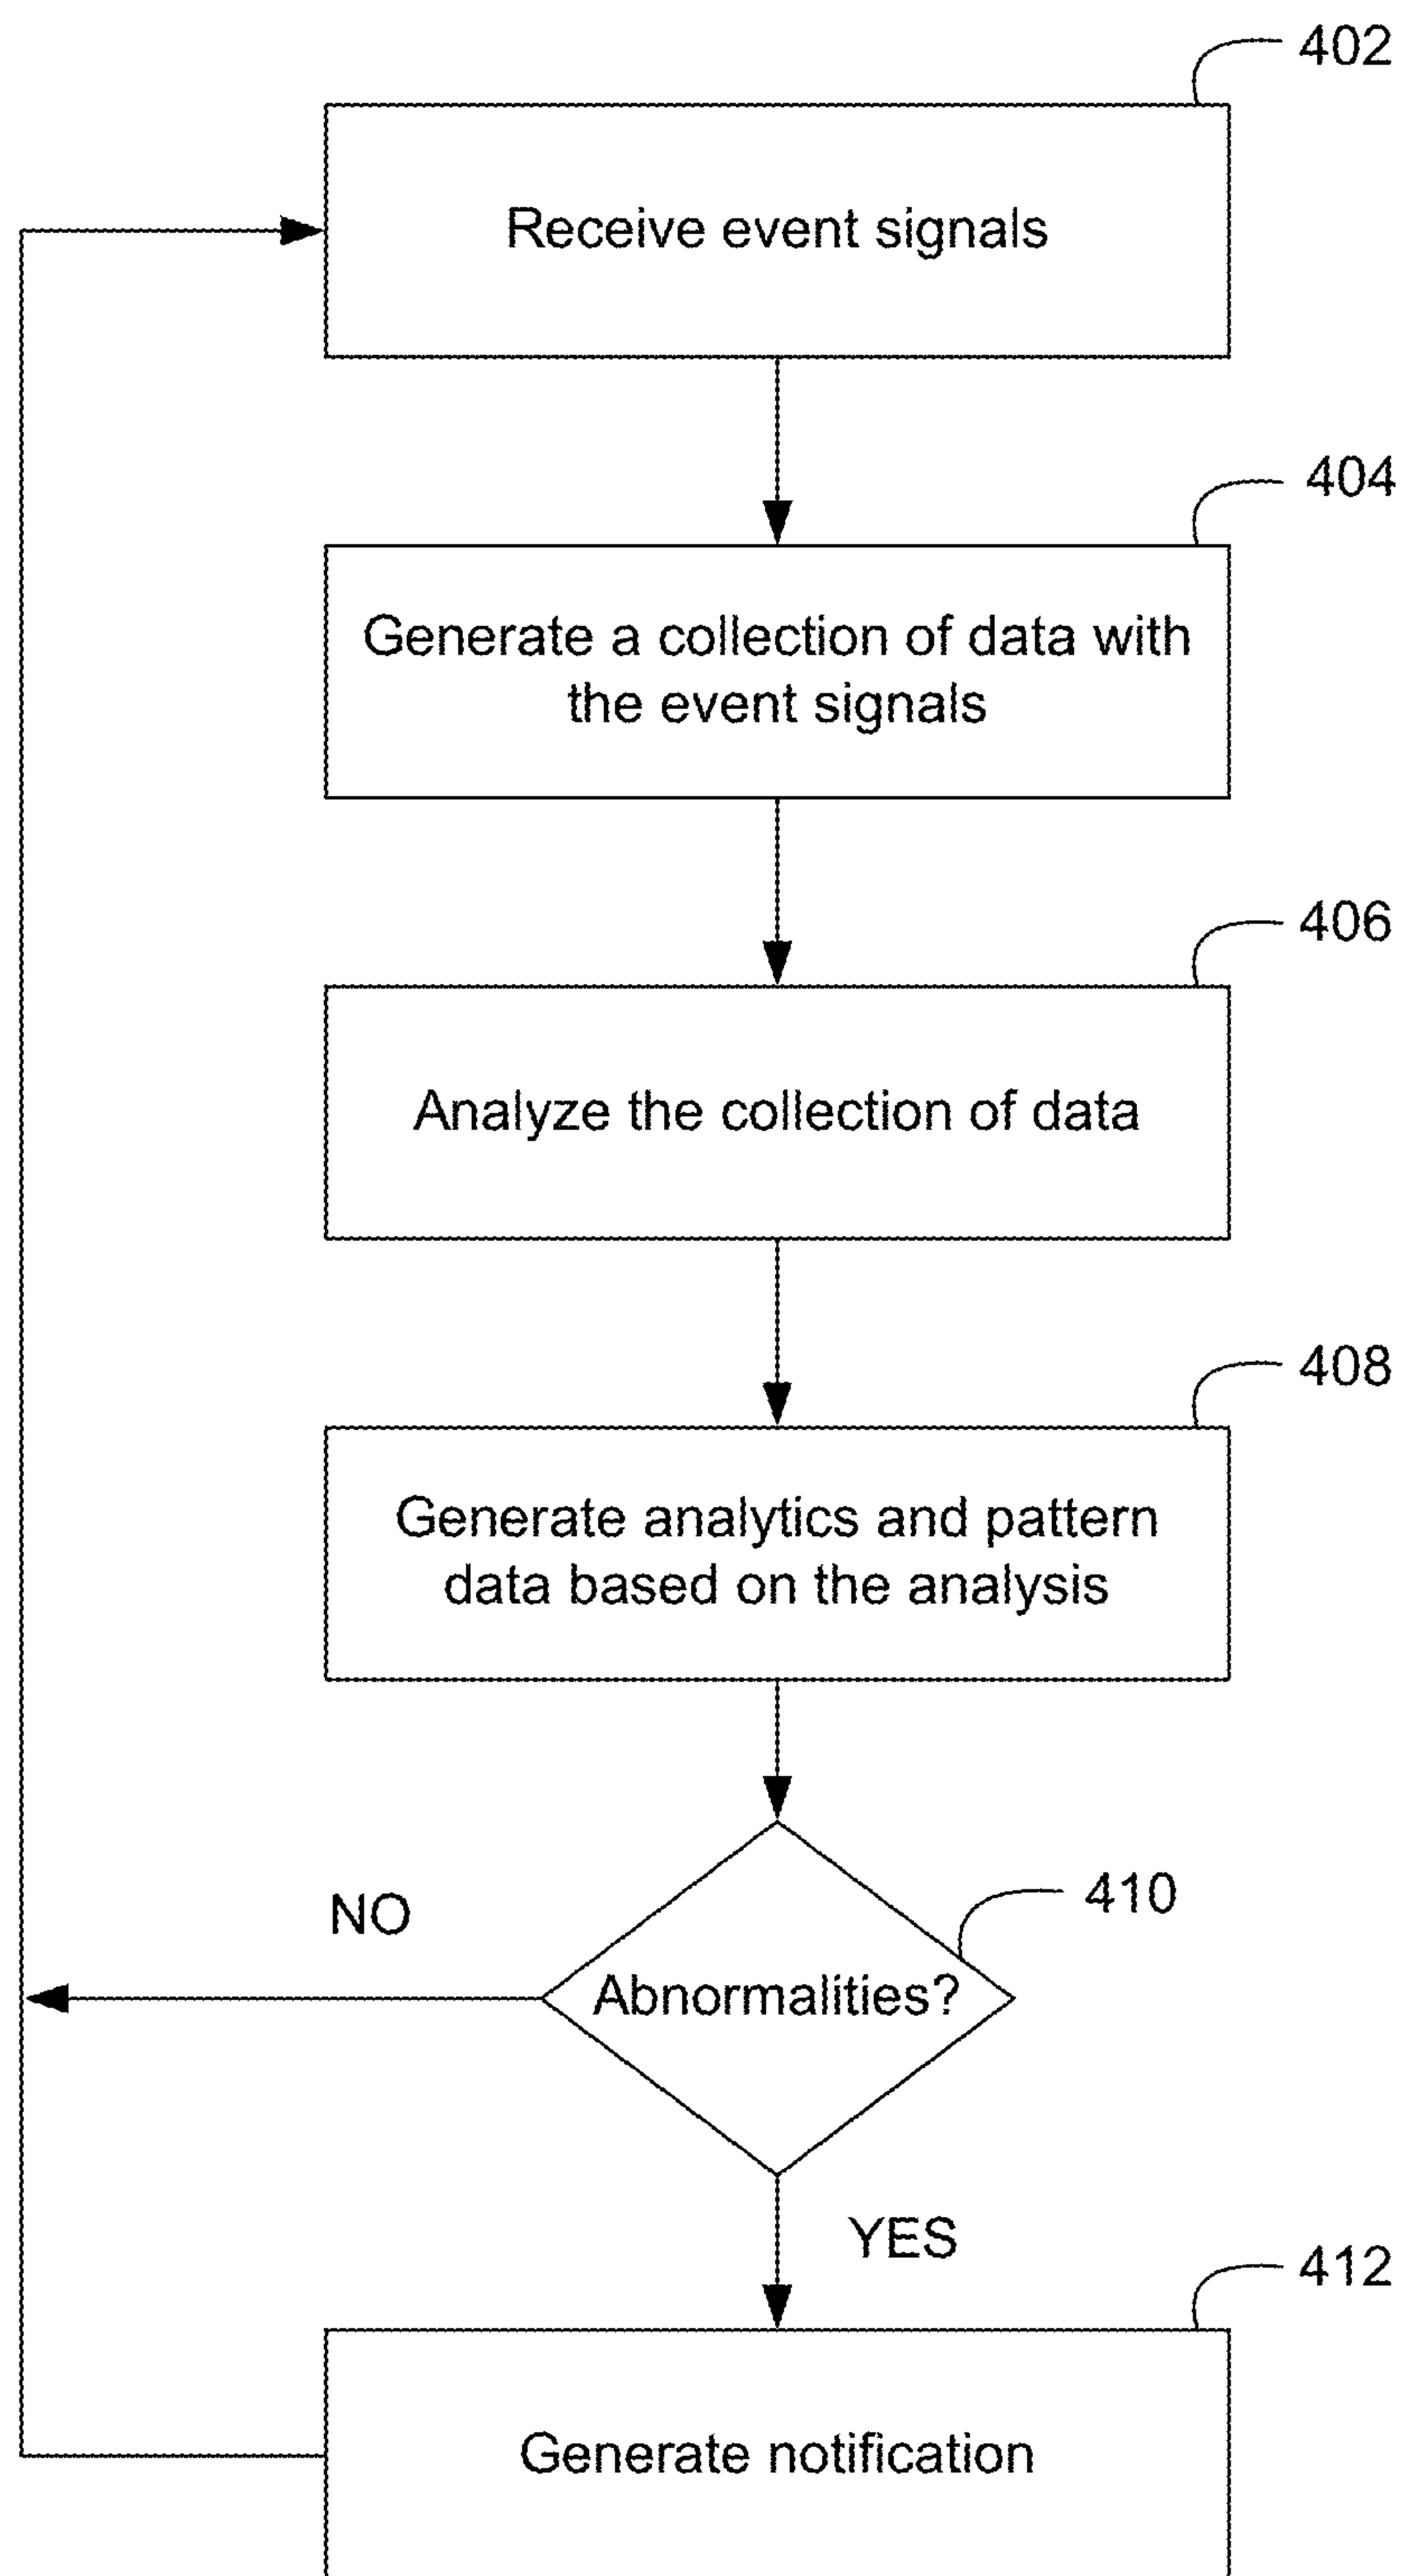 402
Receive event signals
404
Generate a collection of data with
the event signals
406
Analyze the collection of data
408
Generate analytics and pattern
data based on the analysis
410
NO
Abnormalities?
YES
412
Generate notification